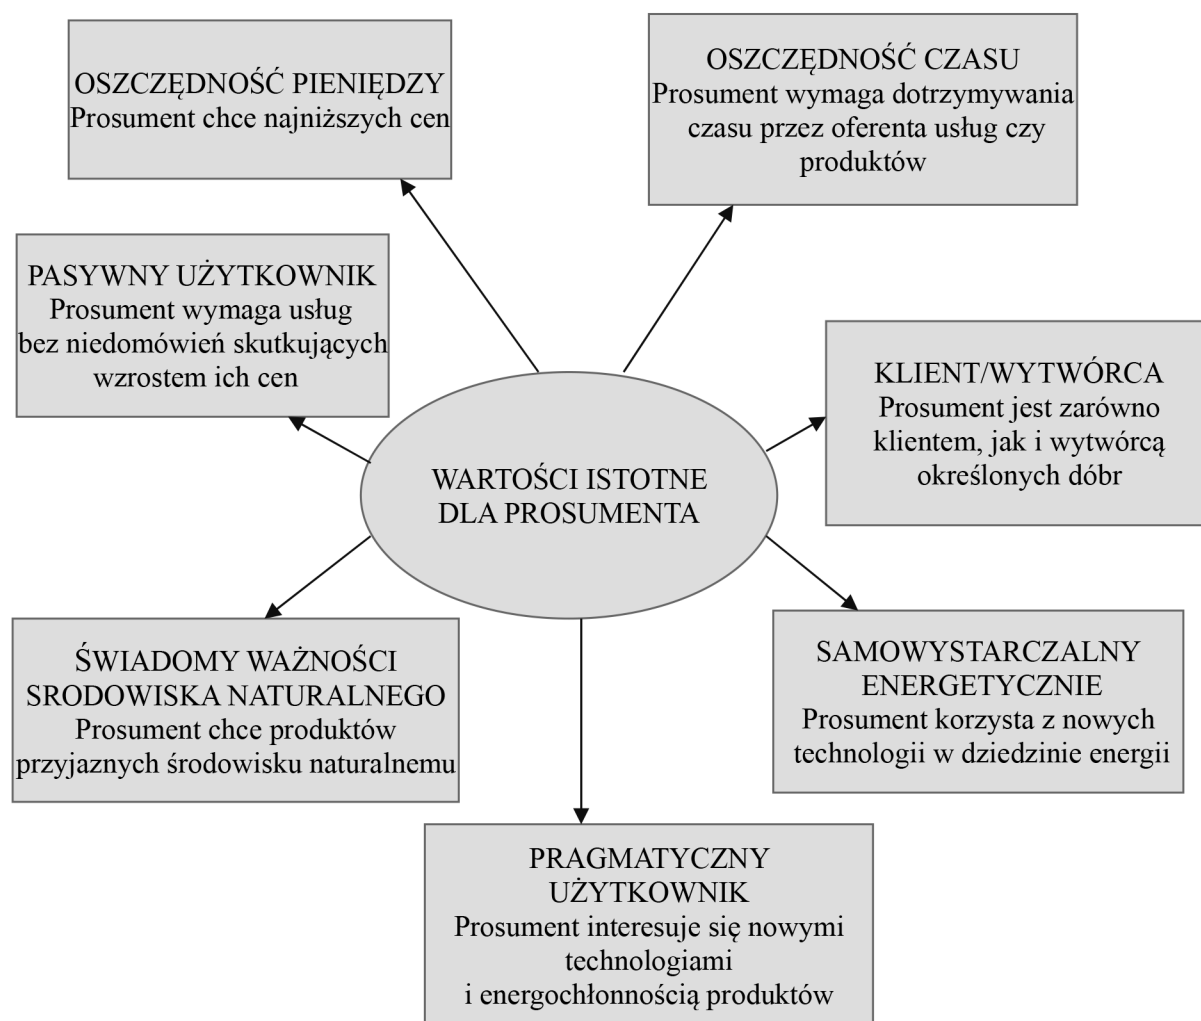 OSZCZĘDNOŚĆ PIENIĘDZY
Prosument chce najniższych cen
OSZCZĘDNOŚĆ CZASU
Prosument wymaga dotrzymywania
czasu przez oferenta usług czy
produktów
PASYWNY UŻYTKOWNIK
Prosument wymaga usług
bez niedomówień skutkujących
wzrostem ich cen
KLIENT/WYTWÓRCA
Prosument jest zarówno
klientem, jak i wytwórcą
określonych dóbr
WARTOŚCI ISTOTNE
DLA PROSUMENTA
ŚWIADOMY WAŻNOŚCI
SRODOWISKA NATURALNEGO
Prosument chce produktów
przyjaznych środowisku naturalnemu
SAMOWYSTARCZALNY
ENERGETYCZNIE
Prosument korzysta z nowych
technologii w dziedzinie energii
PRAGMATYCZNY
UŻYTKOWNIK
Prosument interesuje się nowymi
technologiami
i energochłonnością produktów